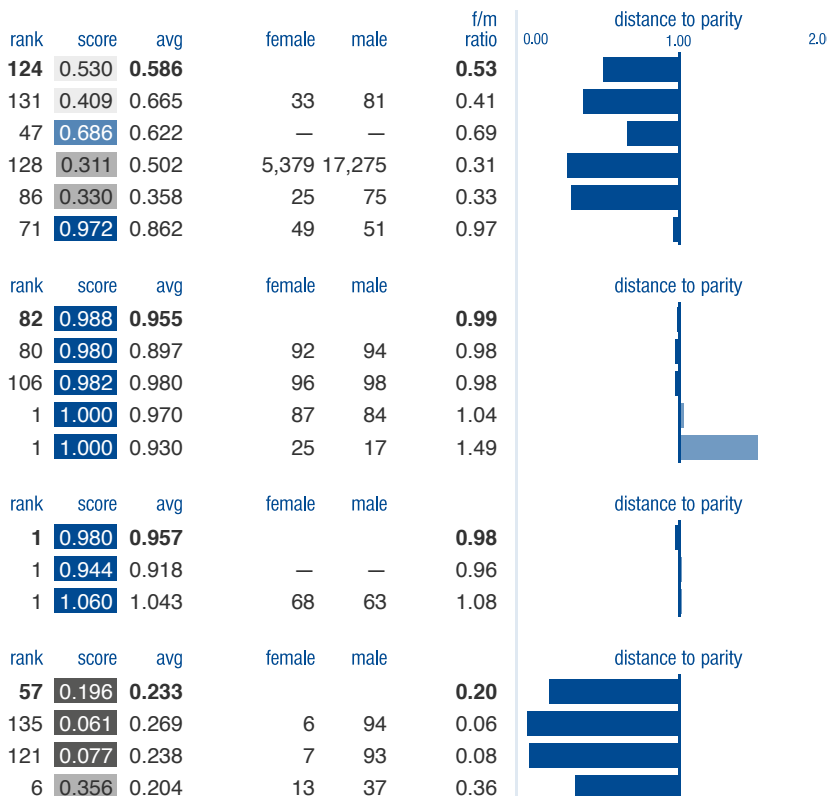 f/m distance to parity
rank score avg female male ratio 0.00 1.00 2.0
124 0.530 0.586 0.53
131 0.409 0.665 33 81 0.41
47 0.686 0.622 — — 0.69
128 0.311 0.502 5,379 17,275 0.31
86 0.330 0.358 25 75 0.33
71 0.972 0.862 49 51 0.97
rank score avg female male distance to parity
82 0.988 0.955 0.99
80 0.980 0.897 92 94 0.98
106 0.982 0.980 96 98 0.98
1 1.000 0.970 87 84 1.04
1 1.000 0.930 25 17 1.49
rank score avg female male distance to parity
1 0.980 0.957 0.98
1 0.944 0.918 — — 0.96
1 1.060 1.043 68 63 1.08
rank score avg female male distance to parity
57 0.196 0.233 0.20
135 0.061 0.269 6 94 0.06
121 0.077 0.238 7 93 0.08
6 0.356 0.204 13 37 0.36